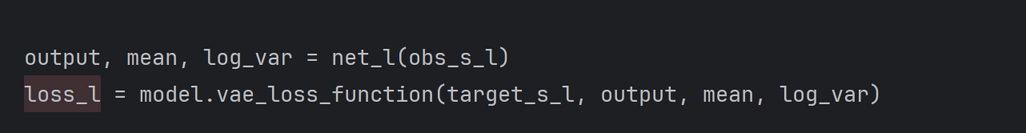 output, mean, log_var = net_l(obs_s_l)
loss_l = model.vae_loss_function(target_s_l, output, mean, log_var)